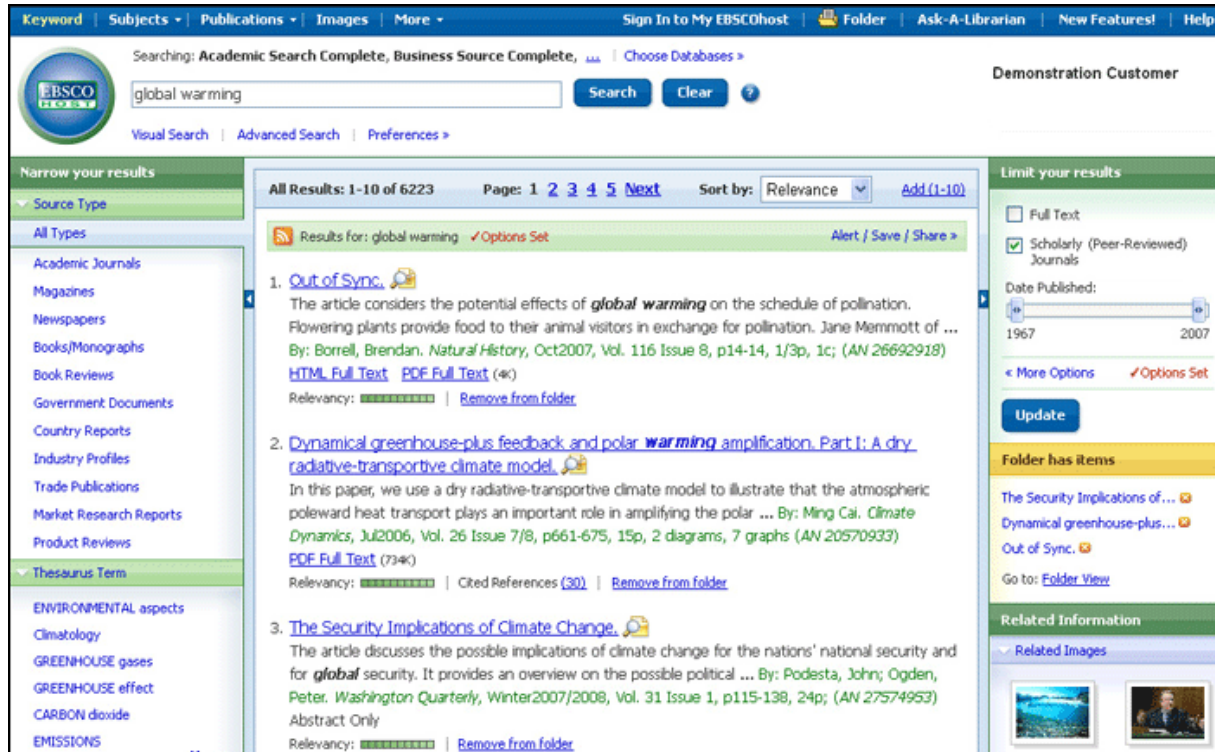 Keyword | Subjects | Publications | Images | More
Sign In to My EBSCOhost | Folder | Ask-A-Librarian | New Features! | Help
EBSCO
HOST
Searching: Academic Search Complete, Business Source Complete, ... | Choose Databases »
global warming
Search
Clear
?
Visual Search | Advanced Search | Preferences »
Demonstration Customer
Narrow your results
Source Type
All Types
Academic Journals
Magazines
Newspapers
Books/Monographs
Book Reviews
Government Documents
Country Reports
Industry Profiles
Trade Publications
Market Research Reports
Product Reviews
Thesaurus Term
ENVIRONMENTAL aspects
Climatology
GREENHOUSE gases
GREENHOUSE effect
CARBON dioxide
EMISSIONS
All Results: 1-10 of 6223 Page: 1 2 3 4 5 Next Sort by: Relevance Add (1-10)
Results for: global warming ✓Options Set Alert / Save / Share »
1. Out of Sync.
The article considers the potential effects of global warming on the schedule of pollination.
Flowering plants provide food to their animal visitors in exchange for pollination. Jane Memmott of ...
By: Borrell, Brendan. Natural History, Oct2007, Vol. 116 Issue 8, p14-14, 1/3p, 1c; (AN 26692918)
HTML Full Text PDF Full Text (4K)
Relevancy: | Remove from folder
2. Dynamical greenhouse-plus feedback and polar warming amplification. Part I: A dry
radiative-transportive climate model.
In this paper, we use a dry radiative-transportive climate model to illustrate that the atmospheric
poleward heat transport plays an important role in amplifying the polar ... By: Ming Cai. Climate
Dynamics, Jul2006, Vol. 26 Issue 7/8, p661-675, 15p, 2 diagrams, 7 graphs (AN 20570933)
PDF Full Text (734K)
Relevancy: | Cited References (30) | Remove from folder
3. The Security Implications of Climate Change.
The article discusses the possible implications of climate change for the nations' national security and
for global security. It provides an overview on the possible political ... By: Podesta, John; Ogden,
Peter. Washington Quarterly, Winter2007/2008, Vol. 31 Issue 1, p115-138, 24p; (AN 27574953)
Abstract Only
Relevancy: | Remove from folder
Limit your results
Full Text
Scholarly (Peer-Reviewed)
Journals
Date Published:
1967 2007
« More Options ✓Options Set
Update
Folder has items
The Security Implications of...
Dynamical greenhouse-plus...
Out of Sync.
Go to: Folder View
Related Information
Related Images